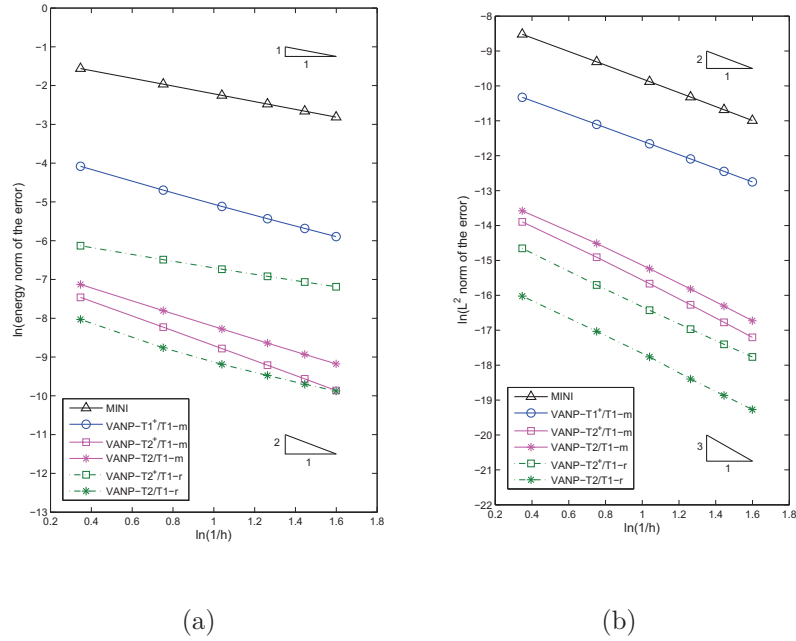 0
−1
−2
−3
−4
−5
−6
−7
−8
−9
−10
−11
−12
−13
0.2 0.4 0.6 0.8 1 1.2 1.4 1.6 1.8
ln(1/h)
ln(energy norm of the error)
1
1
2
1
MINI
VANP−T1⁺/T1−m
VANP−T2⁺/T1−m
VANP−T2/T1−m
VANP−T2⁺/T1−r
VANP−T2/T1−r
(a)
−8
−9
−10
−11
−12
−13
−14
−15
−16
−17
−18
−19
−20
−21
−22
0.2 0.4 0.6 0.8 1 1.2 1.4 1.6 1.8
ln(1/h)
ln(L² norm of the error)
2
1
3
1
MINI
VANP−T1⁺/T1−m
VANP−T2⁺/T1−m
VANP−T2/T1−m
VANP−T2⁺/T1−r
VANP−T2/T1−r
(b)